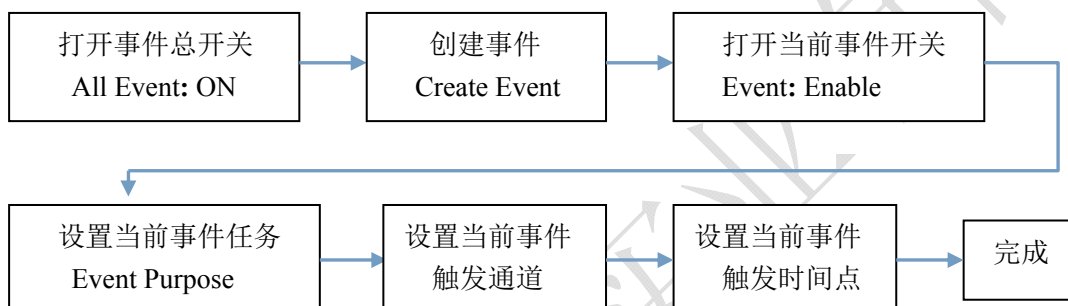 打开事件总开关
All Event: ON
创建事件
Create Event
打开当前事件开关
Event: Enable
设置当前事件任务
Event Purpose
设置当前事件
触发通道
设置当前事件
触发时间点
完成